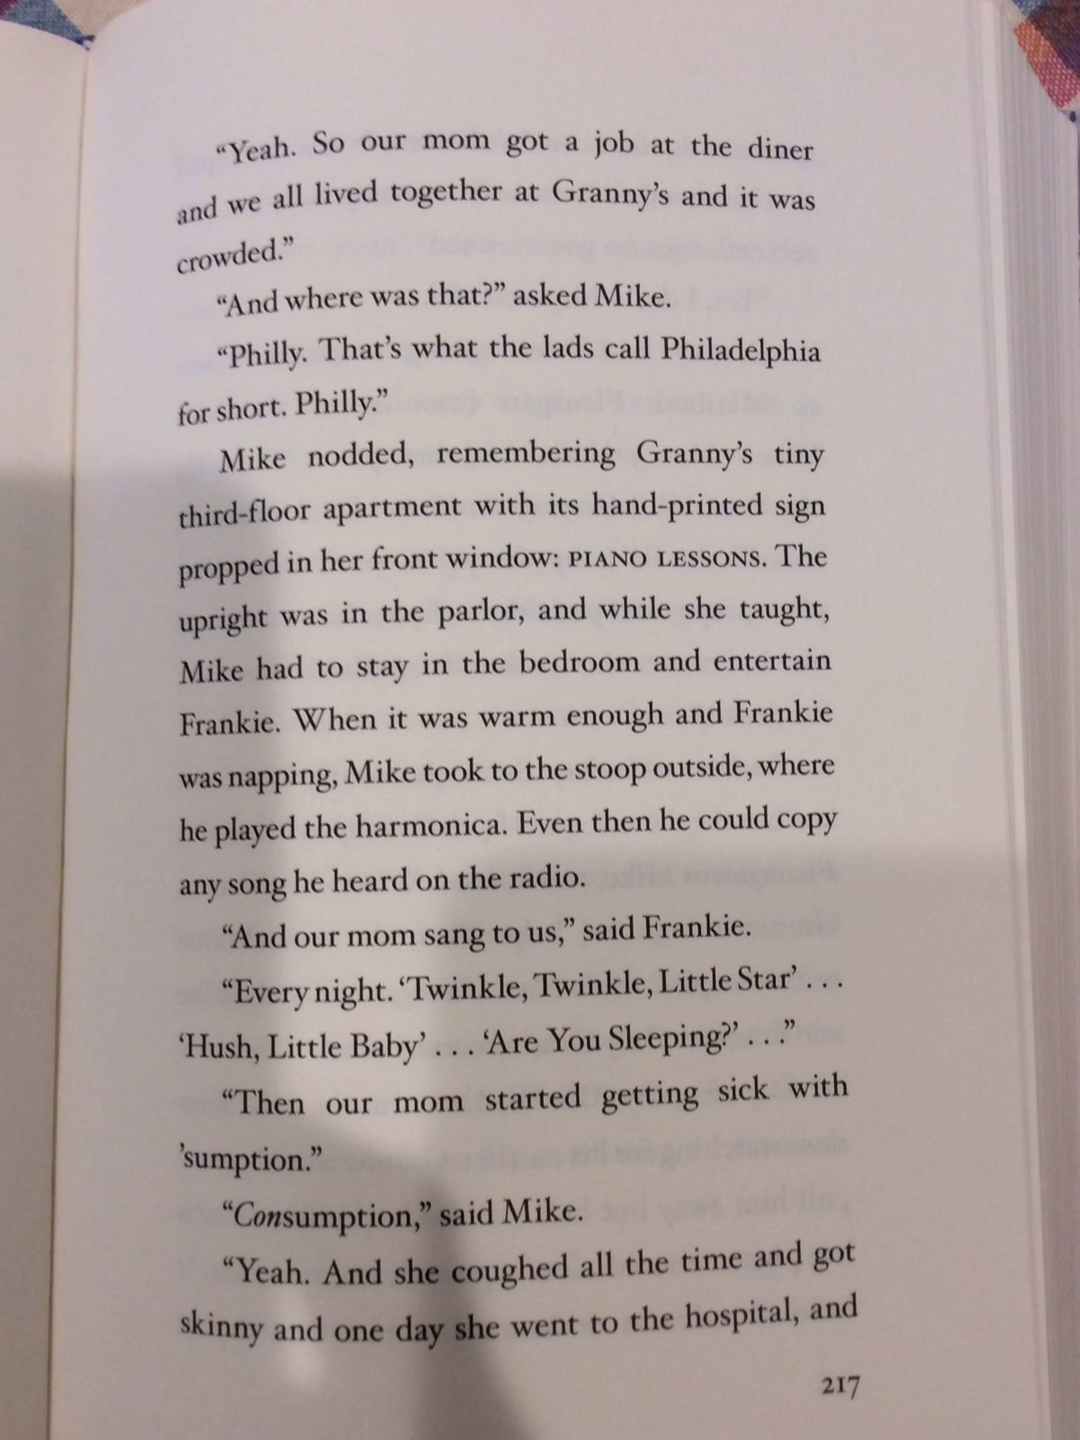 “Yeah. So our mom got a job at the diner
and we all lived together at Granny’s and it was
crowded.”
“And where was that?” asked Mike.
“Philly. That’s what the lads call Philadelphia
for short. Philly.”
Mike nodded, remembering Granny’s tiny
third-floor apartment with its hand-printed sign
propped in her front window: PIANO LESSONS. The
upright was in the parlor, and while she taught,
Mike had to stay in the bedroom and entertain
Frankie. When it was warm enough and Frankie
was napping, Mike took to the stoop outside, where
he played the harmonica. Even then he could copy
any song he heard on the radio.
“And our mom sang to us,” said Frankie.
“Every night. ‘Twinkle, Twinkle, Little Star’ . . .
‘Hush, Little Baby’ . . . ‘Are You Sleeping?’ . . .”
“Then our mom started getting sick with
’sumption.”
“Consumption,” said Mike.
“Yeah. And she coughed all the time and got
skinny and one day she went to the hospital, and
217